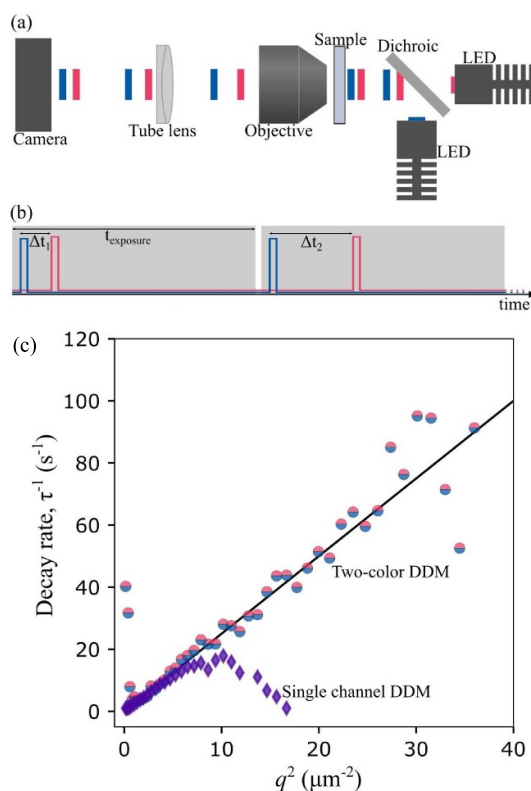 (a)
Sample
Dichroic
LED
Camera
Tube lens
Objective
LED
(b)
t_exposure
Δt₁
Δt₂
time
(c)
120
100
80
60
40
20
0
Decay rate, τ⁻¹ (s⁻¹)
Two-color DDM
Single channel DDM
0 10 20 30 40
q² (μm⁻²)